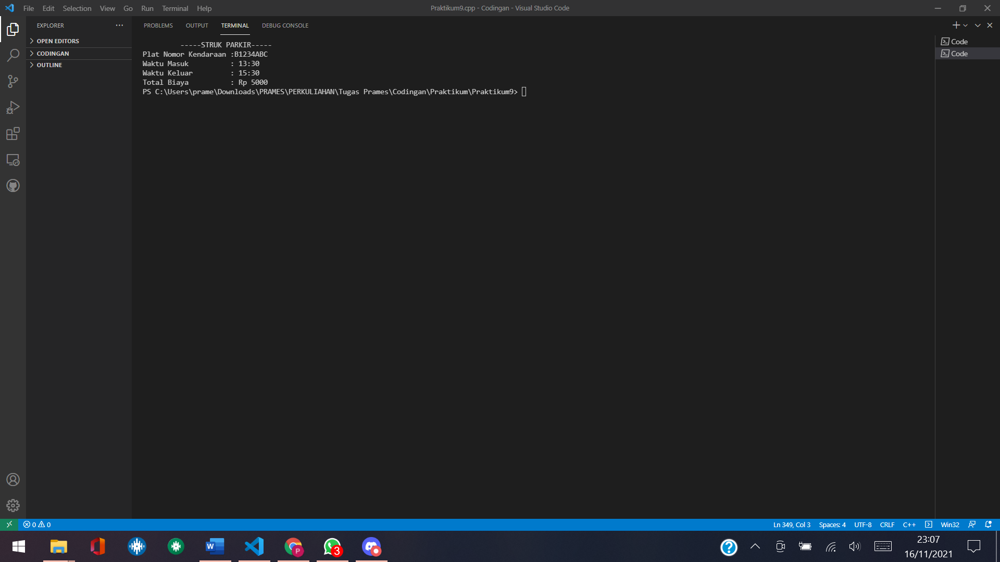 File Edit Selection View Go Run Terminal Help
Praktikum9.cpp - Codingan - Visual Studio Code
EXPLORER
OPEN EDITORS
CODINGAN
OUTLINE
PROBLEMS OUTPUT TERMINAL DEBUG CONSOLE
-----STRUK PARKIR-----
Plat Nomor Kendaraan :B1234ABC
Waktu Masuk          : 13:30
Waktu Keluar         : 15:30
Total Biaya          : Rp 5000
PS C:\Users\prame\Downloads\PRAMES\PERKULIAHAN\Tugas Prames\Codingan\Praktikum\Praktikum9>
Code
Code
0 0
Ln 349, Col 3 Spaces: 4 UTF-8 CRLF C++ Win32
W
P
3
?
23:07
16/11/2021